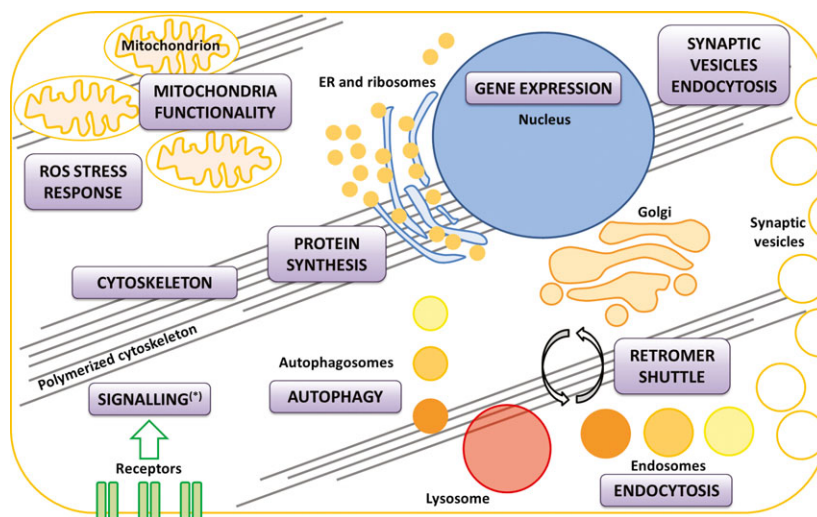 Mitochondrion
MITOCHONDRIA
FUNCTIONALITY
ROS STRESS
RESPONSE
ER and ribosomes
GENE EXPRESSION
Nucleus
SYNAPTIC
VESICLES
ENDOCYTOSIS
Golgi
Synaptic
vesicles
PROTEIN
SYNTHESIS
CYTOSKELETON
Polymerized cytoskeleton
Autophagosomes
AUTOPHAGY
RETROMER
SHUTTLE
SIGNALLING(*)
Receptors
Lysosome
Endosomes
ENDOCYTOSIS